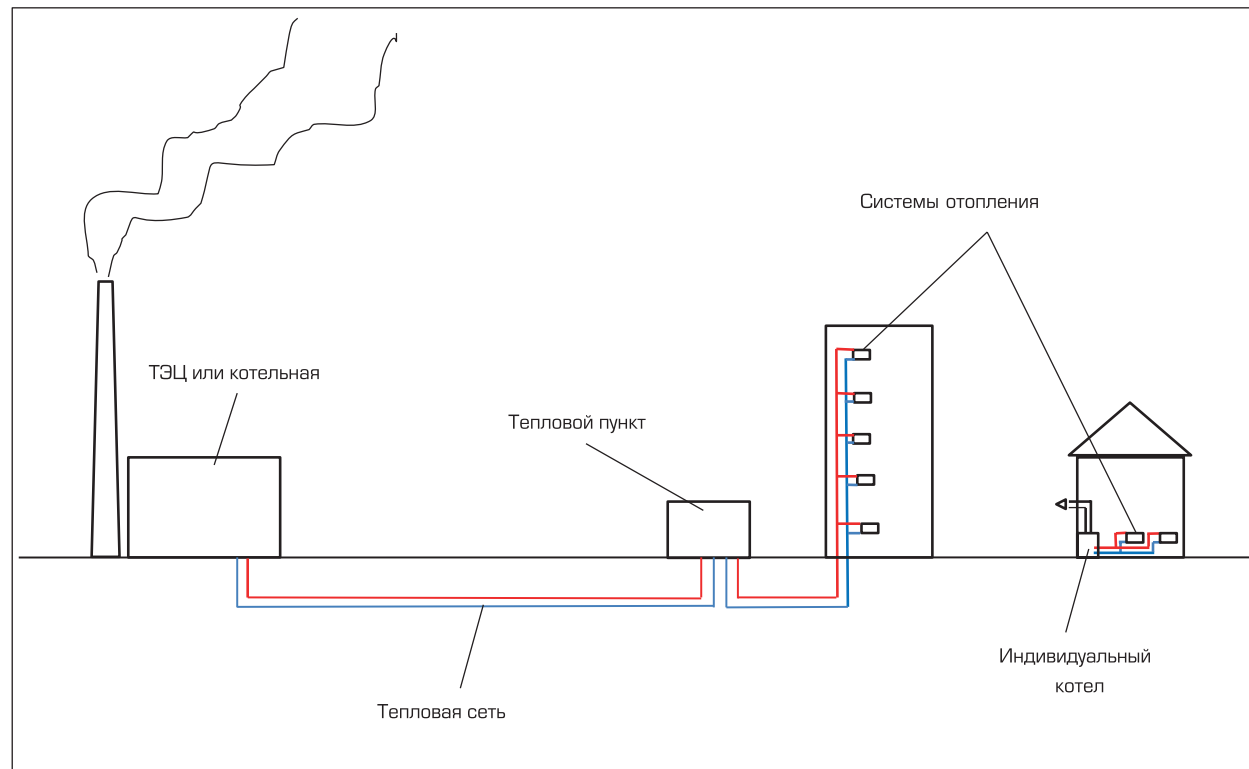 Системы отопления
ТЭЦ или котельная
Тепловой пункт
Индивидуальный
котел
Тепловая сеть